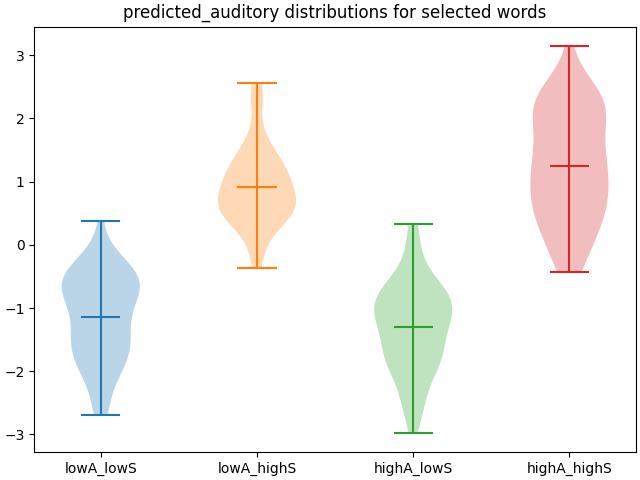 predicted_auditory distributions for selected words
3
2
1
0
−1
−2
−3
lowA_lowS
lowA_highS
highA_lowS
highA_highS